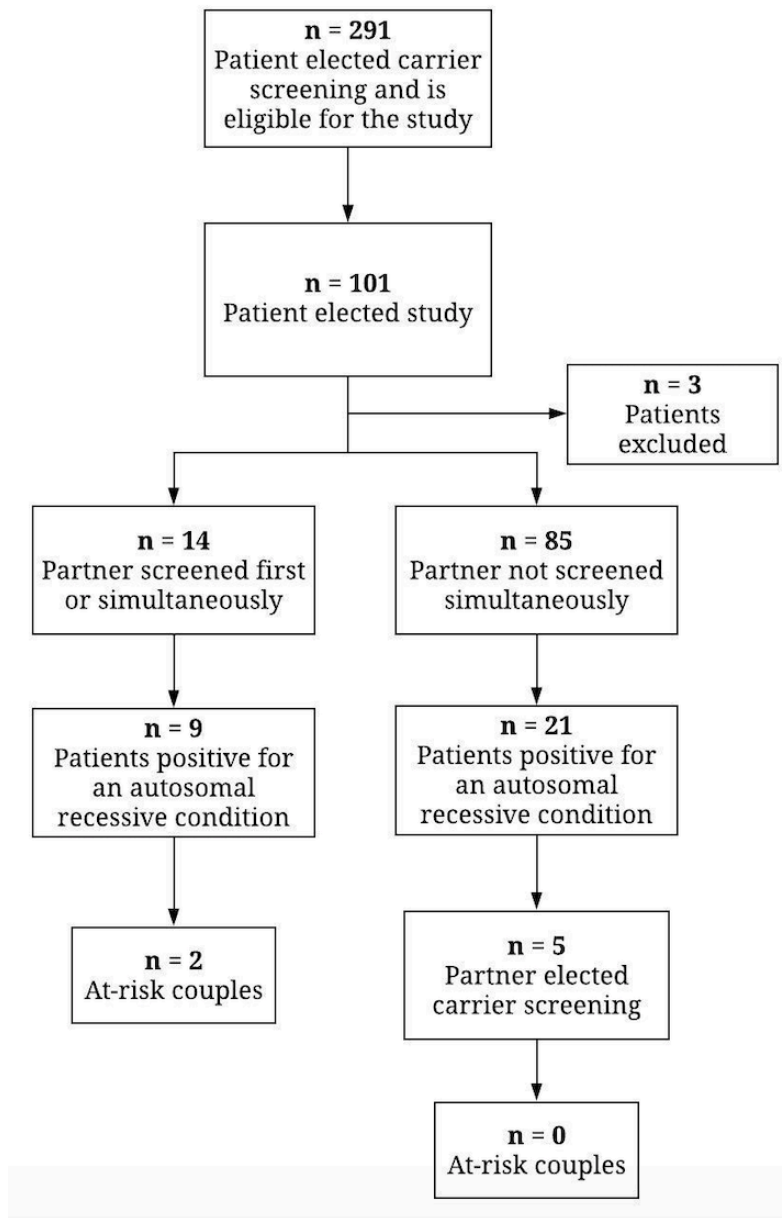 n = 291
Patient elected carrier
screening and is
eligible for the study
n = 101
Patient elected study
n = 3
Patients
excluded
n = 14
Partner screened first
or simultaneously
n = 85
Partner not screened
simultaneously
n = 9
Patients positive for
an autosomal
recessive condition
n = 21
Patients positive for
an autosomal
recessive condition
n = 2
At-risk couples
n = 5
Partner elected
carrier screening
n = 0
At-risk couples